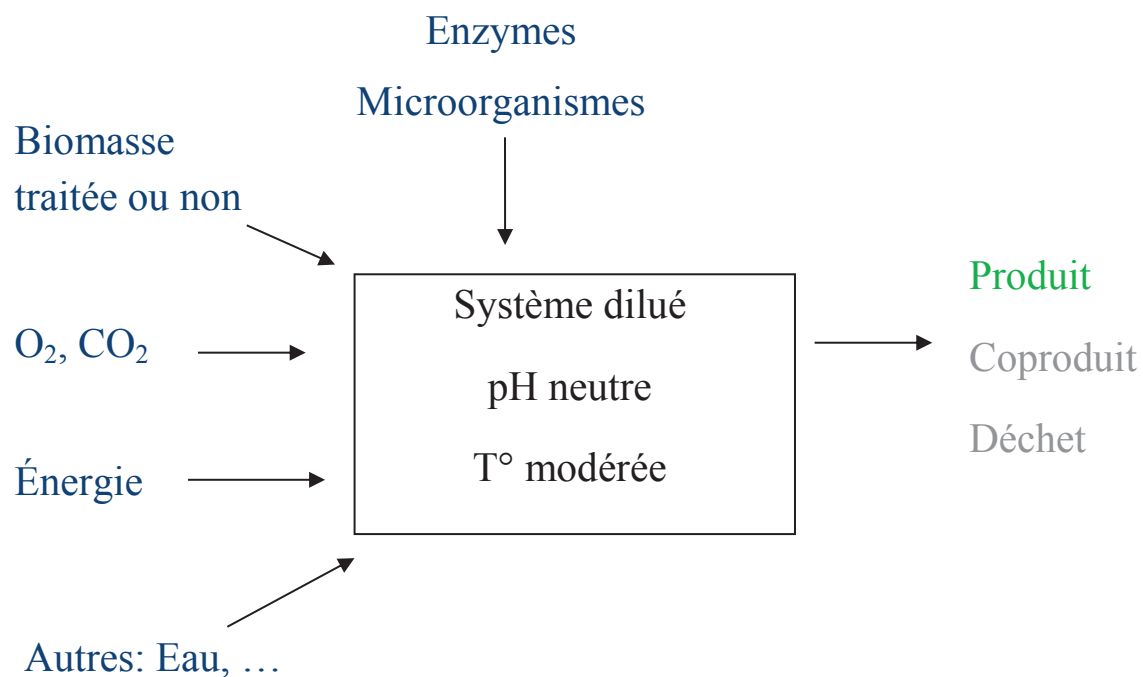 Enzymes
Microorganismes
Biomasse
traitée ou non
O₂, CO₂
Énergie
Autres: Eau, …
Système dilué
pH neutre
T° modérée
Produit
Coproduit
Déchet